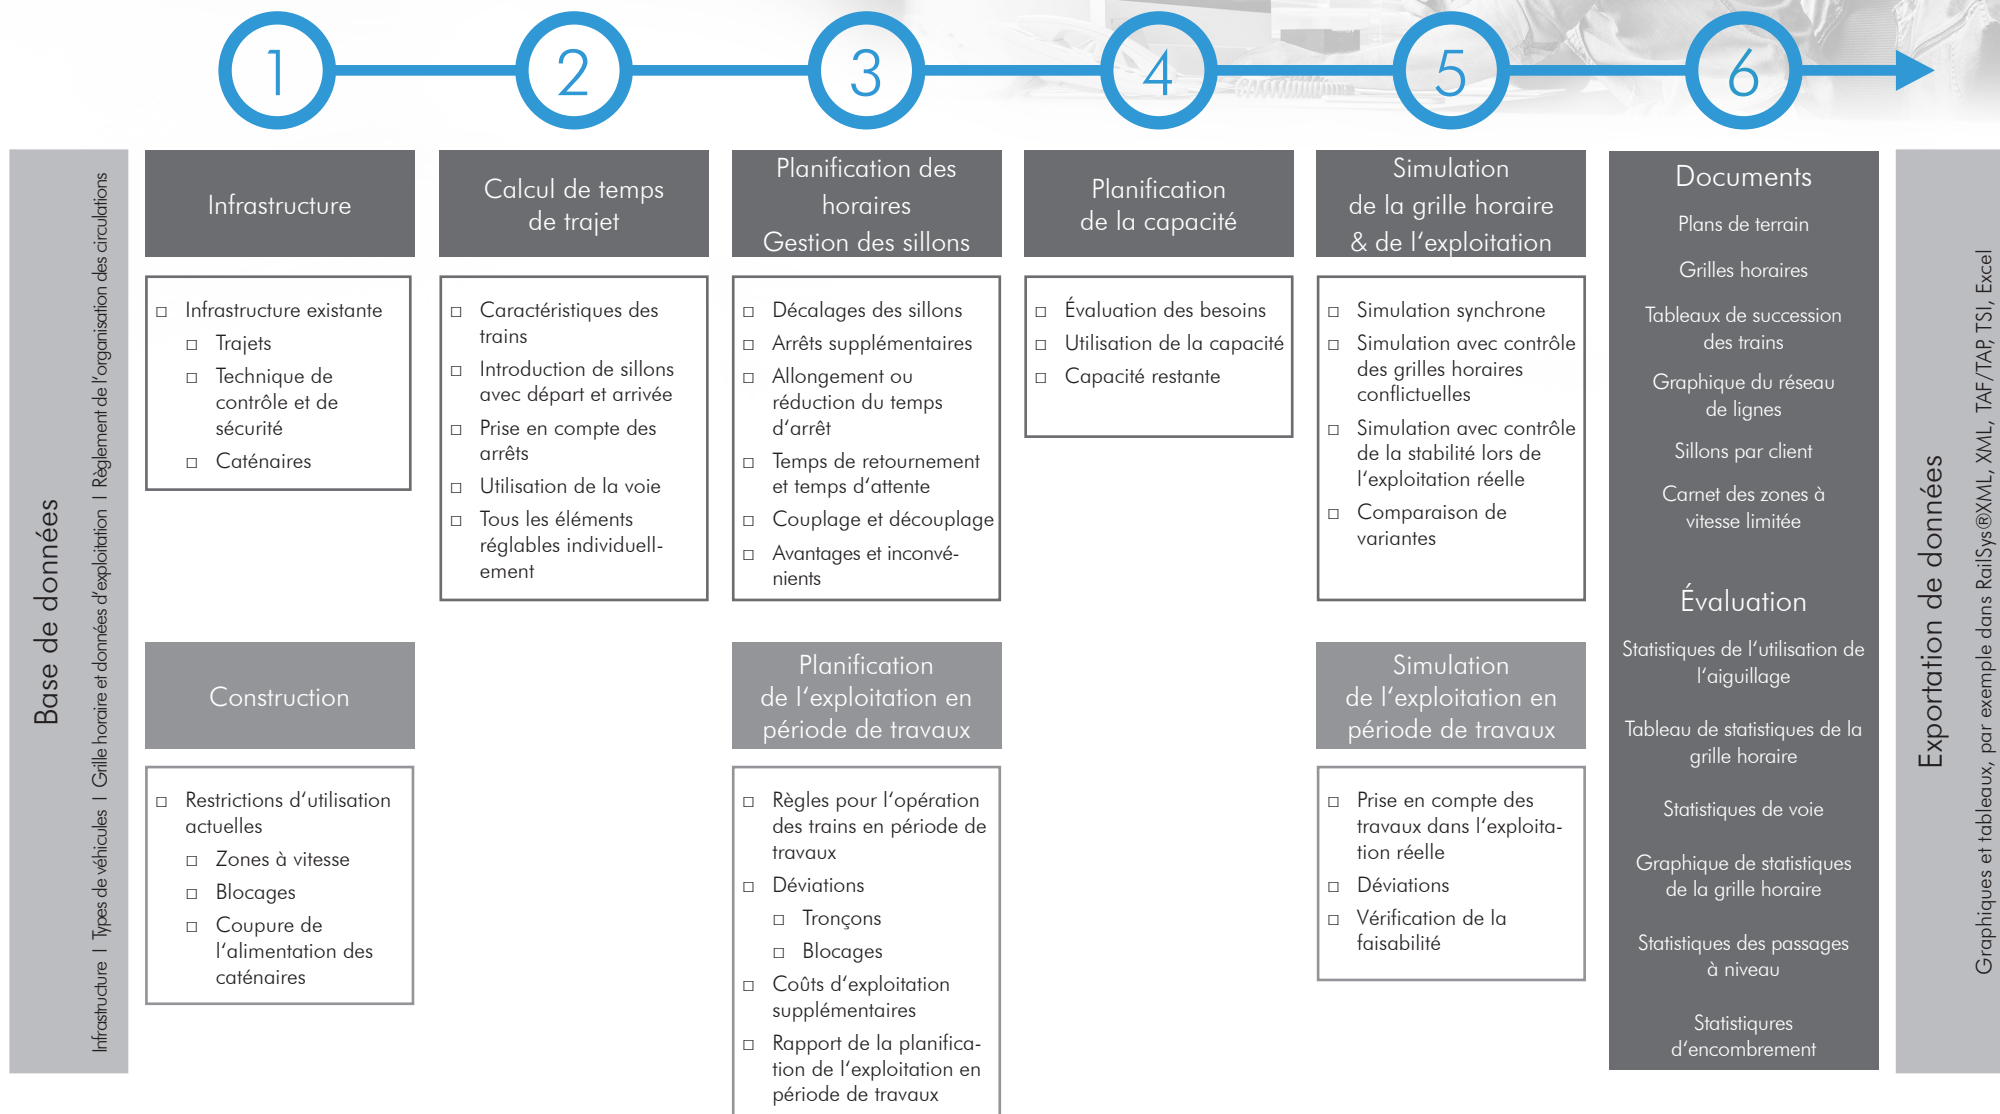 1
2
3
4
5
6
Base de données
Infrastructure I Types de véhicules I Grille horaire et données d'exploitation I Règlement de l'organisation des circulations
Infrastructure
□ Infrastructure existante
□ Trajets
□ Technique de
contrôle et de
sécurité
□ Caténaires
Construction
□ Restrictions d‘utilisation
actuelles
□ Zones à vitesse
□ Blocages
□ Coupure de
l‘alimentation des
caténaires
Calcul de temps
de trajet
□ Caractéristiques des
trains
□ Introduction de sillons
avec départ et arrivée
□ Prise en compte des
arrêts
□ Utilisation de la voie
□ Tous les éléments
réglables individuell-
ement
Planification des
horaires
Gestion des sillons
□ Décalages des sillons
□ Arrêts supplémentaires
□ Allongement ou
réduction du temps
d‘arrêt
□ Temps de retournement
et temps d‘attente
□ Couplage et découplage
□ Avantages et inconvé-
nients
Planification
de l‘exploitation en
période de travaux
□ Règles pour l‘opération
des trains en période de
travaux
□ Déviations
□ Tronçons
□ Blocages
□ Coûts d‘exploitation
supplémentaires
□ Rapport de la planifica-
tion de l‘exploitation en
période de travaux
Planification
de la capacité
□ Évaluation des besoins
□ Utilisation de la capacité
□ Capacité restante
Simulation
de la grille horaire
& de l‘exploitation
□ Simulation synchrone
□ Simulation avec contrôle
des grilles horaires
conflictuelles
□ Simulation avec contrôle
de la stabilité lors de
l‘exploitation réelle
□ Comparaison de
variantes
Simulation
de l‘exploitation en
période de travaux
□ Prise en compte des
travaux dans l‘exploita-
tion réelle
□ Déviations
□ Vérification de la
faisabilité
Documents
Plans de terrain
Grilles horaires
Tableaux de succession
des trains
Graphique du réseau
de lignes
Sillons par client
Carnet des zones à
vitesse limitée
Évaluation
Statistiques de l‘utilisation de
l‘aiguillage
Tableau de statistiques de la
grille horaire
Statistiques de voie
Graphique de statistiques
de la grille horaire
Statistiques des passages
à niveau
Statistiqures
d‘encombrement
Exportation de données
Graphiques et tableaux, par exemple dans RailSys®XML, XML, TAF/TAP, TSI, Excel